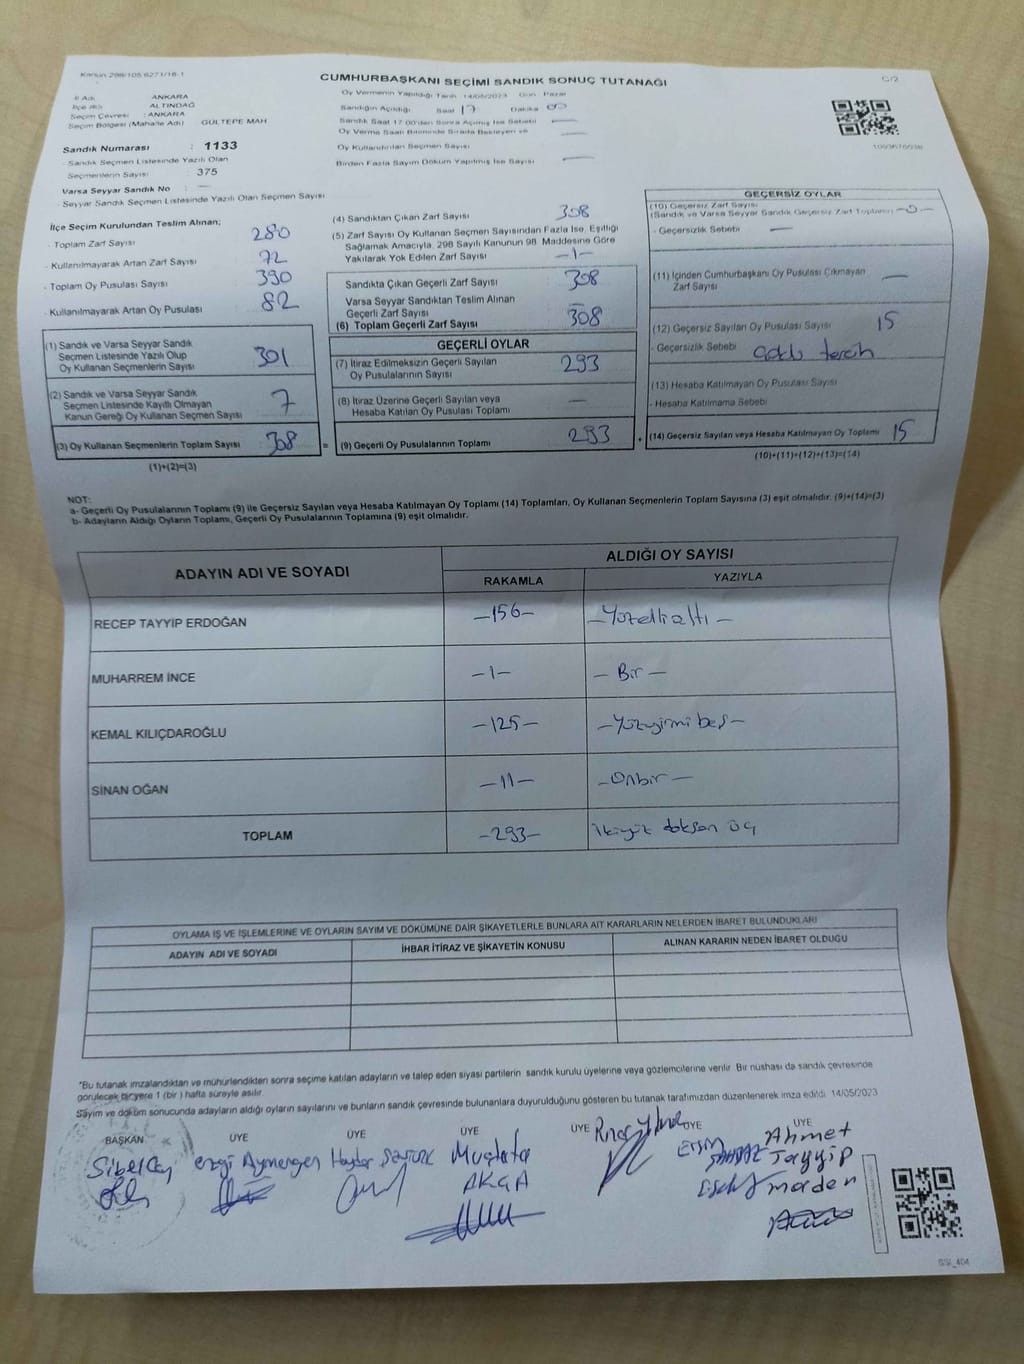 Kanun 298/105 6271/18-1
CUMHURBAŞKANI SEÇİMİ SANDIK SONUÇ TUTANAĞI
C/2
İl Adı ANKARA
İlçe Adı ALTINDAĞ
Seçim Çevresi : ANKARA
Seçim Bölgesi (Mahalle Adı) GÜLTEPE MAH
Sandık Numarası : 1133
- Sandık Seçmen Listesinde Yazılı Olan
Seçmenlerin Sayısı : 375
Varsa Seyyar Sandık No : —
- Seyyar Sandık Seçmen Listesinde Yazılı Olan Seçmen Sayısı
Oy Vermenin Yapıldığı Tarih 14/05/2023 Gün Pazar
Sandığın Açıldığı Saat 17 Dakika 00
Sandık Saat 17.00'den Sonra Açılmış İse Sebebi —
Oy Verme Saati Bitiminde Sırada Bekleyen ve
Oy Kullandırılan Seçmen Sayısı —
Birden Fazla Sayım Döküm Yapılmış İse Sayısı —
İlçe Seçim Kurulundan Teslim Alınan;
- Toplam Zarf Sayısı 280
- Kullanılmayarak Artan Zarf Sayısı 72
- Toplam Oy Pusulası Sayısı 390
- Kullanılmayarak Artan Oy Pusulası 82
(1) Sandık ve Varsa Seyyar Sandık
Seçmen Listesinde Yazılı Olup
Oy Kullanan Seçmenlerin Sayısı 301
(2) Sandık ve Varsa Seyyar Sandık
Seçmen Listesinde Kayıtlı Olmayan
Kanun Gereği Oy Kullanan Seçmen Sayısı 7
(3) Oy Kullanan Seçmenlerin Toplam Sayısı 308
(1)+(2)=(3)
(4) Sandıktan Çıkan Zarf Sayısı 308
(5) Zarf Sayısı Oy Kullanan Seçmen Sayısından Fazla İse, Eşitliği
Sağlamak Amacıyla, 298 Sayılı Kanunun 98. Maddesine Göre
Yakılarak Yok Edilen Zarf Sayısı —1—
Sandıkta Çıkan Geçerli Zarf Sayısı 308
Varsa Seyyar Sandıktan Teslim Alınan
Geçerli Zarf Sayısı —
(6) Toplam Geçerli Zarf Sayısı 308
GEÇERLİ OYLAR
(7) İtiraz Edilmeksizin Geçerli Sayılan
Oy Pusulalarının Sayısı 293
(8) İtiraz Üzerine Geçerli Sayılan veya
Hesaba Katılan Oy Pusulası Toplamı —
= (9) Geçerli Oy Pusulalarının Toplamı 293
GEÇERSİZ OYLAR
(10) Geçersiz Zarf Sayısı
(Sandık ve Varsa Seyyar Sandık Geçersiz Zarf Toplamı) —0—
- Geçersizlik Sebebi —
(11) İçinden Cumhurbaşkanı Oy Pusulası Çıkmayan
Zarf Sayısı —
(12) Geçersiz Sayılan Oy Pusulası Sayısı 15
- Geçersizlik Sebebi çoklu tercih
(13) Hesaba Katılmayan Oy Pusulası Sayısı
- Hesaba Katılmama Sebebi
+ (14) Geçersiz Sayılan veya Hesaba Katılmayan Oy Toplamı 15
(10)+(11)+(12)+(13)=(14)
NOT:
a- Geçerli Oy Pusulalarının Toplamı (9) ile Geçersiz Sayılan veya Hesaba Katılmayan Oy Toplamı (14) Toplamları, Oy Kullanan Seçmenlerin Toplam Sayısına (3) eşit olmalıdır. (9)+(14)=(3)
b- Adayların Aldığı Oyların Toplamı, Geçerli Oy Pusulalarının Toplamına (9) eşit olmalıdır.
ADAYIN ADI VE SOYADI
ALDIĞI OY SAYISI
RAKAMLA YAZIYLA
RECEP TAYYİP ERDOĞAN —156— —Yüzellialtı—
MUHARREM İNCE —1— —Bir—
KEMAL KILIÇDAROĞLU —125— —Yüzyirmi beş—
SİNAN OĞAN —11— —Onbir—
TOPLAM —293— ikiyüz doksan üç
OYLAMA İŞ VE İŞLEMLERİNE VE OYLARIN SAYIM VE DÖKÜMÜNE DAİR ŞİKAYETLERLE BUNLARA AİT KARARLARIN NELERDEN İBARET BULUNDUKLARI
ADAYIN ADI VE SOYADI İHBAR İTİRAZ VE ŞİKAYETİN KONUSU ALINAN KARARIN NEDEN İBARET OLDUĞU
*Bu tutanak imzalandıktan ve mühürlendikten sonra seçime katılan adayların ve talep eden siyasi partilerin sandık kurulu üyelerine veya gözlemcilerine verilir. Bir nüshası da sandık çevresinde
görülecek bir yere 1 (bir) hafta süreyle asılır.
Sayım ve döküm sonucunda adayların aldığı oyların sayılarını ve bunların sandık çevresinde bulunanlara duyurulduğunu gösteren bu tutanak tarafımızdan düzenlenerek imza edildi. 14/05/2023
BAŞKAN ÜYE ÜYE ÜYE ÜYE ÜYE ÜYE
Sibel ezgi Aymergen Haydar Mustafa AKGA
Ahmet
Tayyip
maden
SSI_404